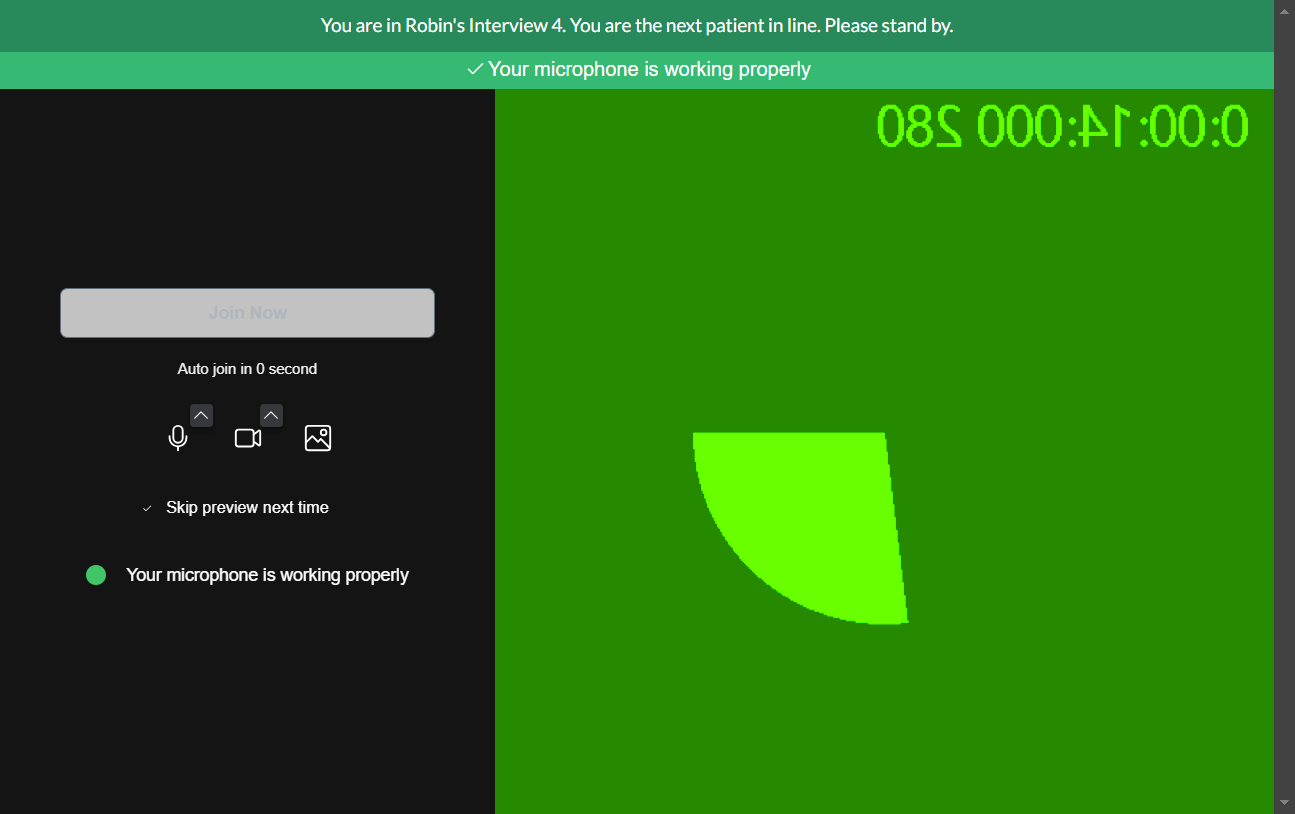 You are in Robin's Interview 4. You are the next patient in line. Please stand by.
Your microphone is working properly
0:00:14:000 280
Join Now
Auto join in 0 second
Skip preview next time
Your microphone is working properly